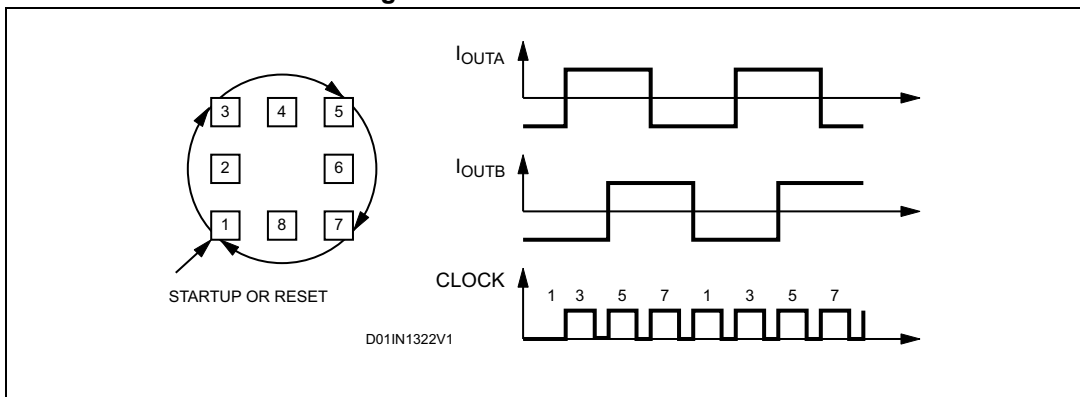 g
3 4 5
2 6
1 8 7
STARTUP OR RESET
I_OUTA
I_OUTB
CLOCK
1 3 5 7 1 3 5 7
D01IN1322V1